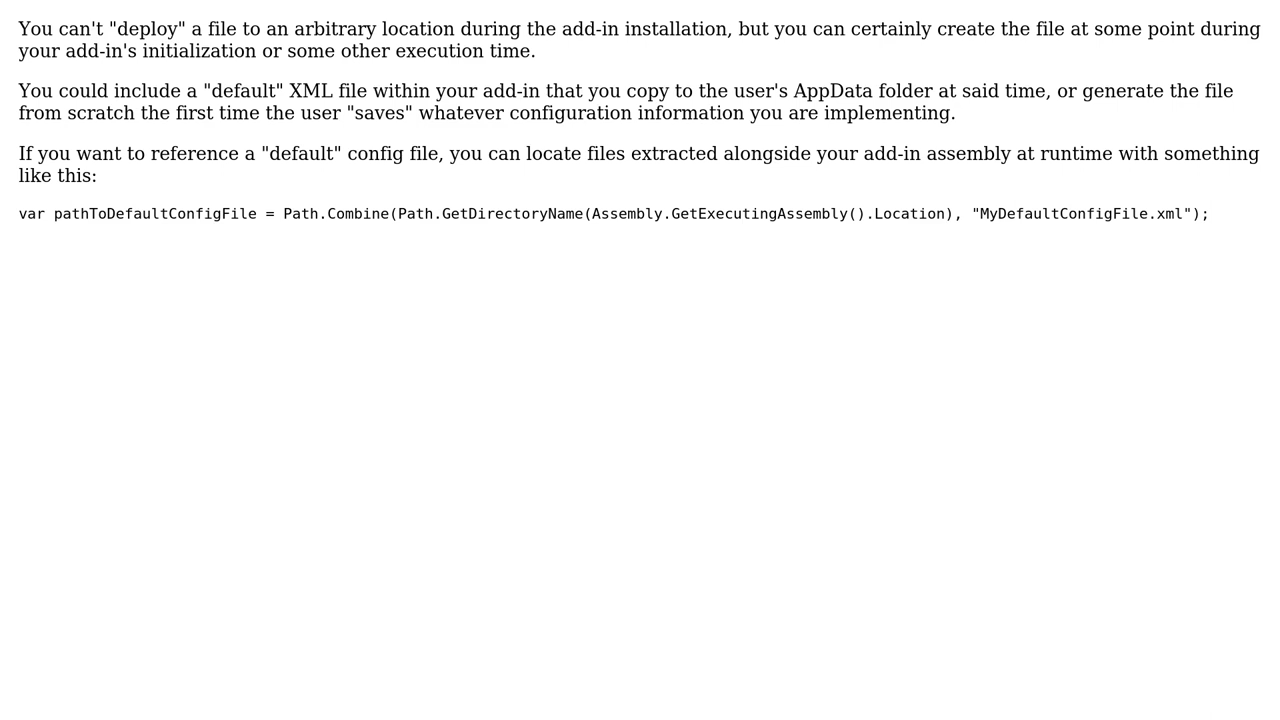 You can't "deploy" a file to an arbitrary location during the add-in installation, but you can certainly create the file at some point during
your add-in's initialization or some other execution time.
You could include a "default" XML file within your add-in that you copy to the user's AppData folder at said time, or generate the file
from scratch the first time the user "saves" whatever configuration information you are implementing.
If you want to reference a "default" config file, you can locate files extracted alongside your add-in assembly at runtime with something
like this:
var pathToDefaultConfigFile = Path.Combine(Path.GetDirectoryName(Assembly.GetExecutingAssembly().Location), "MyDefaultConfigFile.xml");